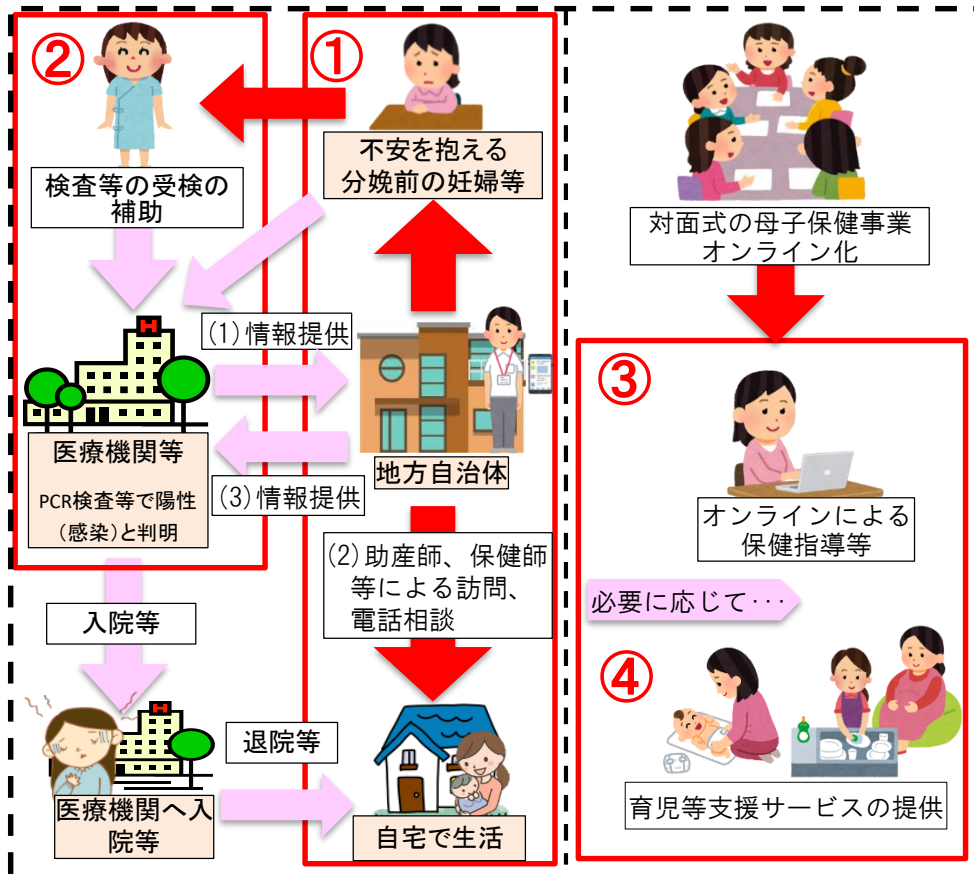 ②
①
不安を抱える
分娩前の妊婦等
検査等の受検の
補助
(1)情報提供
H
医療機関等
PCR検査等で陽性
(感染)と判明
地方自治体
(3)情報提供
(2)助産師、保健師
等による訪問、
電話相談
入院等
H
医療機関へ入
院等
退院等
自宅で生活
対面式の母子保健事業
オンライン化
③
オンラインによる
保健指導等
必要に応じて･･･
④
育児等支援サービスの提供